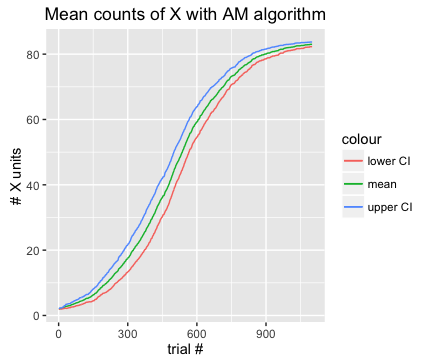 Mean counts of X with AM algorithm
80
60
40
20
0
# X units
0 300 600 900
trial #
colour
lower CI
mean
upper CI